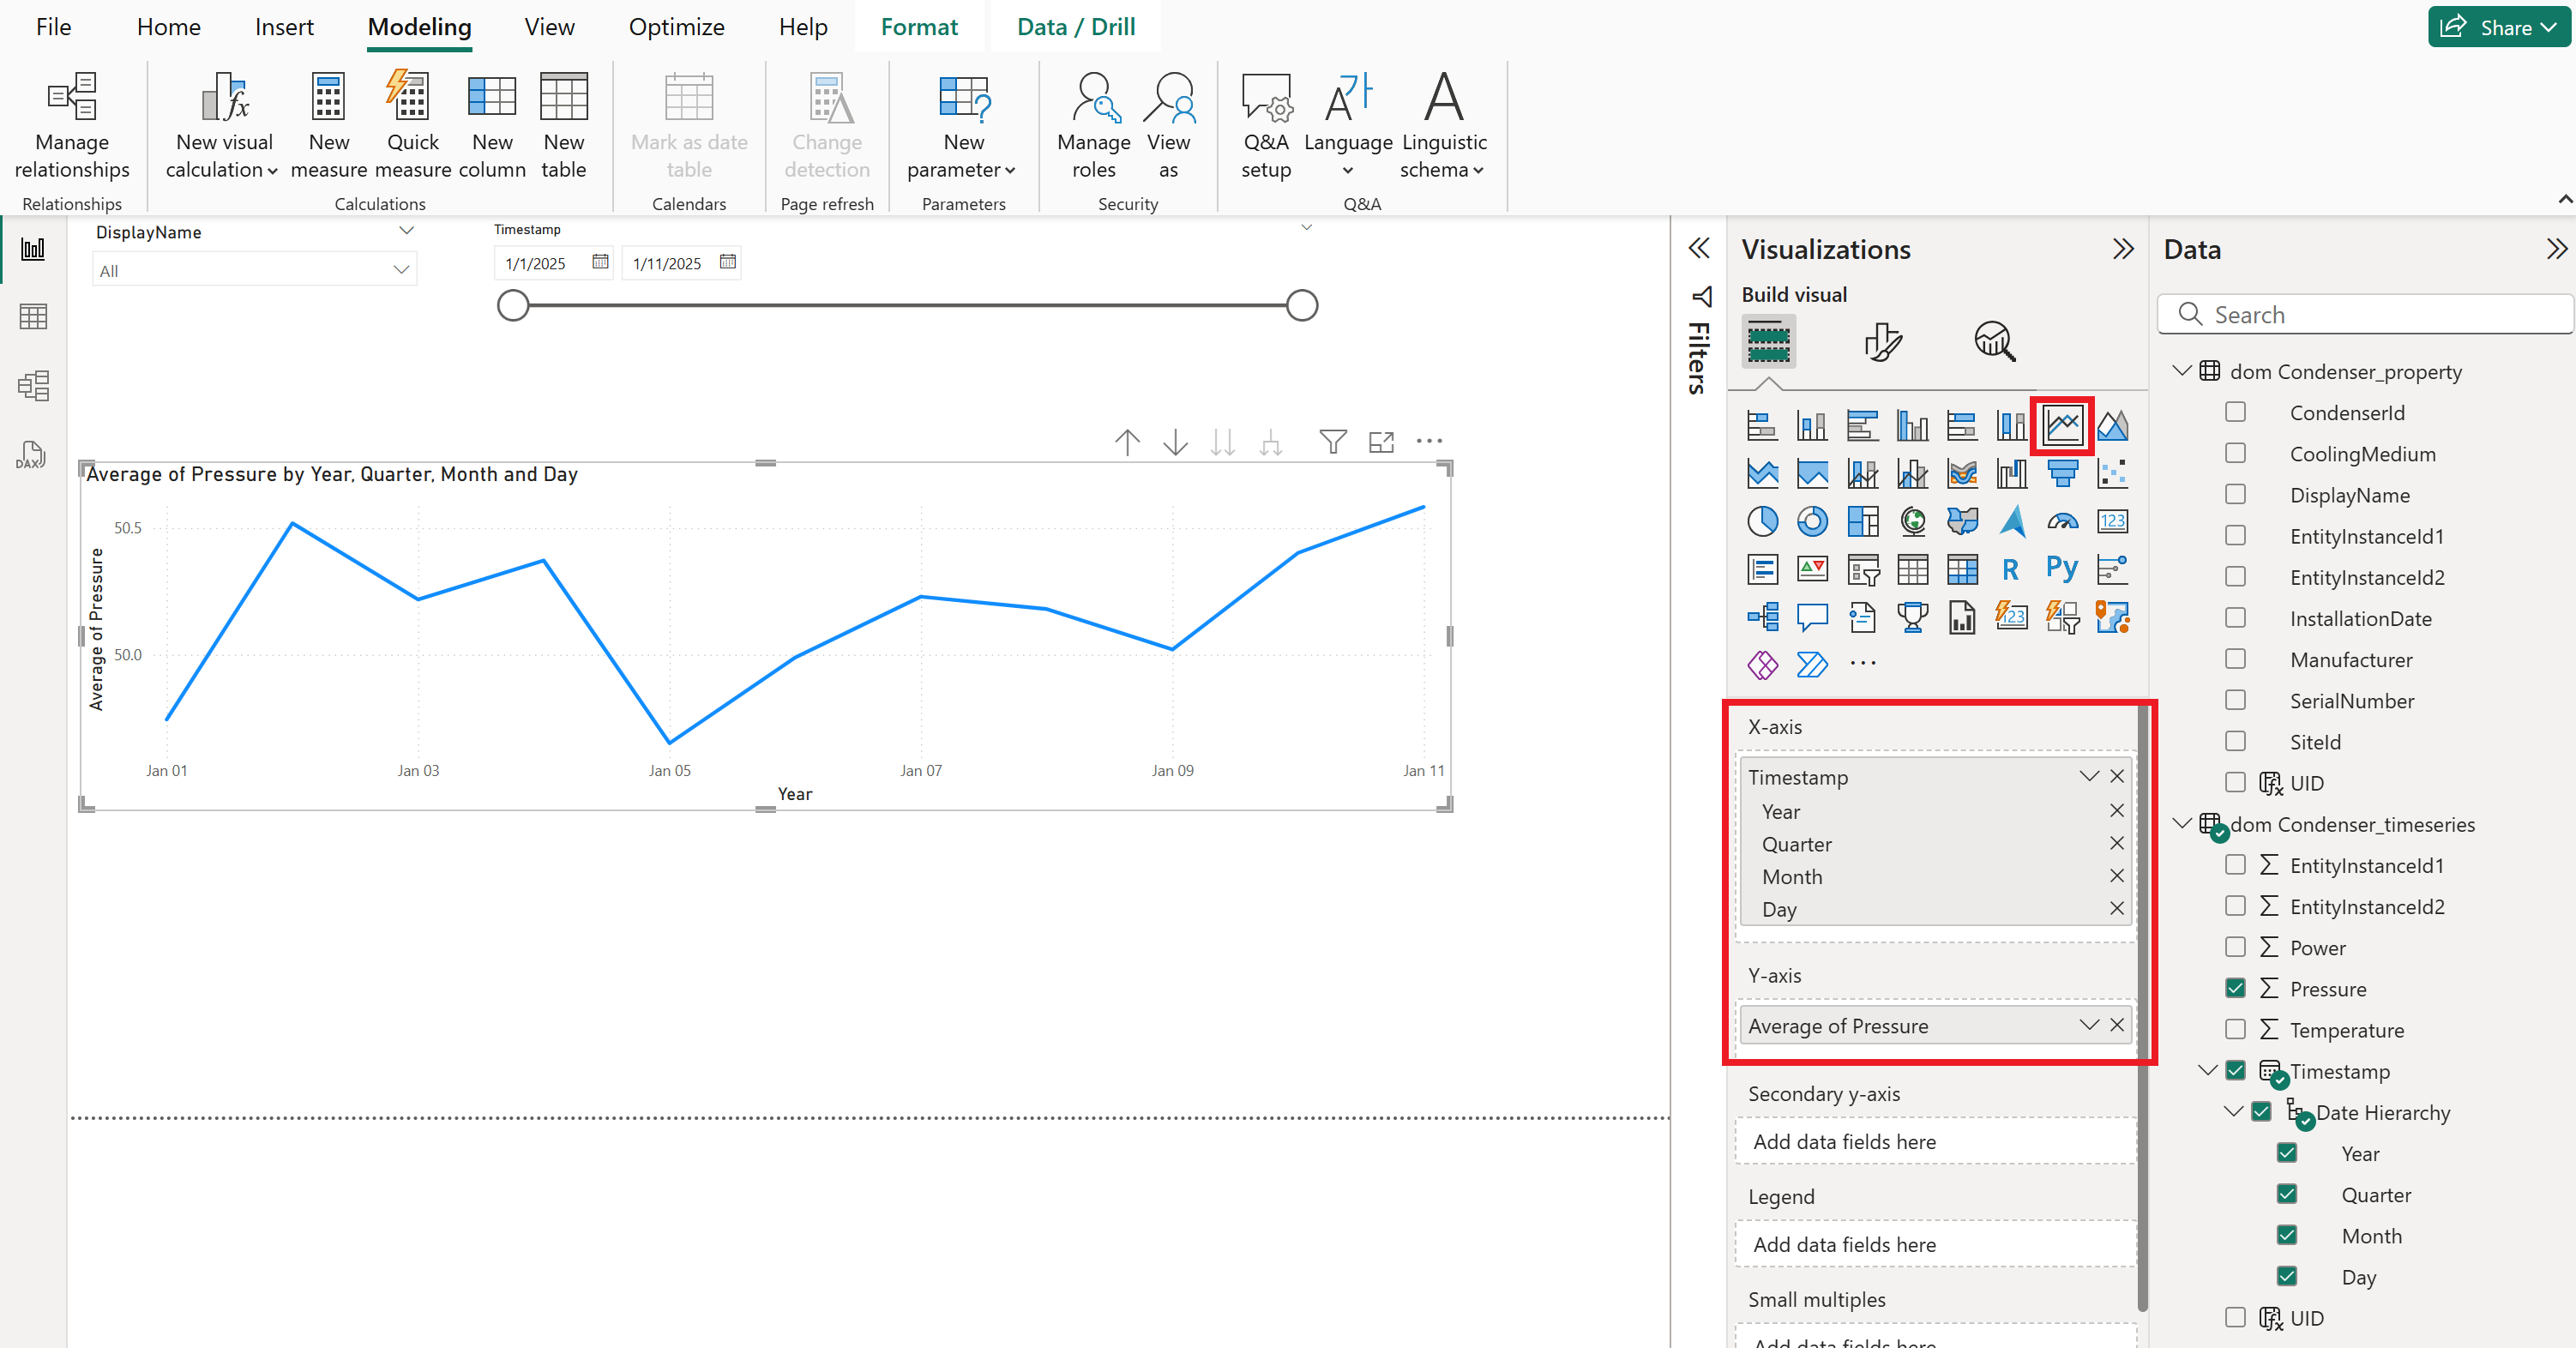 File Home Insert Modeling View Optimize Help Format Data / Drill Share
Manage relationships
New visual calculation
New measure
Quick measure
New column
New table
Mark as date table
Change detection
New parameter
Manage roles
View as
Q&A setup
Language
Linguistic schema
Relationships Calculations Calendars Page refresh Parameters Security Q&A
DAX
DisplayName
All
Timestamp
1/1/2025 1/11/2025
Average of Pressure by Year, Quarter, Month and Day
Average of Pressure
50.5
50.0
Jan 01 Jan 03 Jan 05 Jan 07 Jan 09 Jan 11
Year
Filters
Visualizations
Build visual
123
R
Py
123
X-axis
Timestamp
Year
Quarter
Month
Day
Y-axis
Average of Pressure
Secondary y-axis
Add data fields here
Legend
Add data fields here
Small multiples
Add data fields here
Data
Search
dom Condenser_property
CondenserId
CoolingMedium
DisplayName
EntityInstanceId1
EntityInstanceId2
InstallationDate
Manufacturer
SerialNumber
SiteId
UID
dom Condenser_timeseries
EntityInstanceId1
EntityInstanceId2
Power
Pressure
Temperature
Timestamp
Date Hierarchy
Year
Quarter
Month
Day
UID